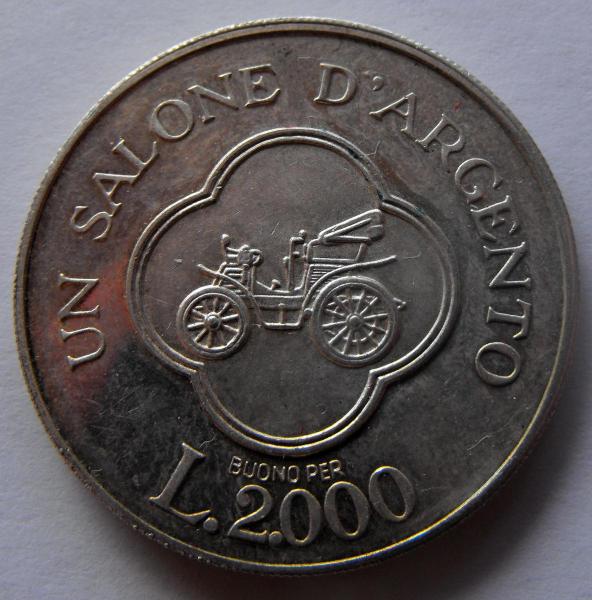 UN SALONE D'ARGENTO
BUONO PER
L.2.000